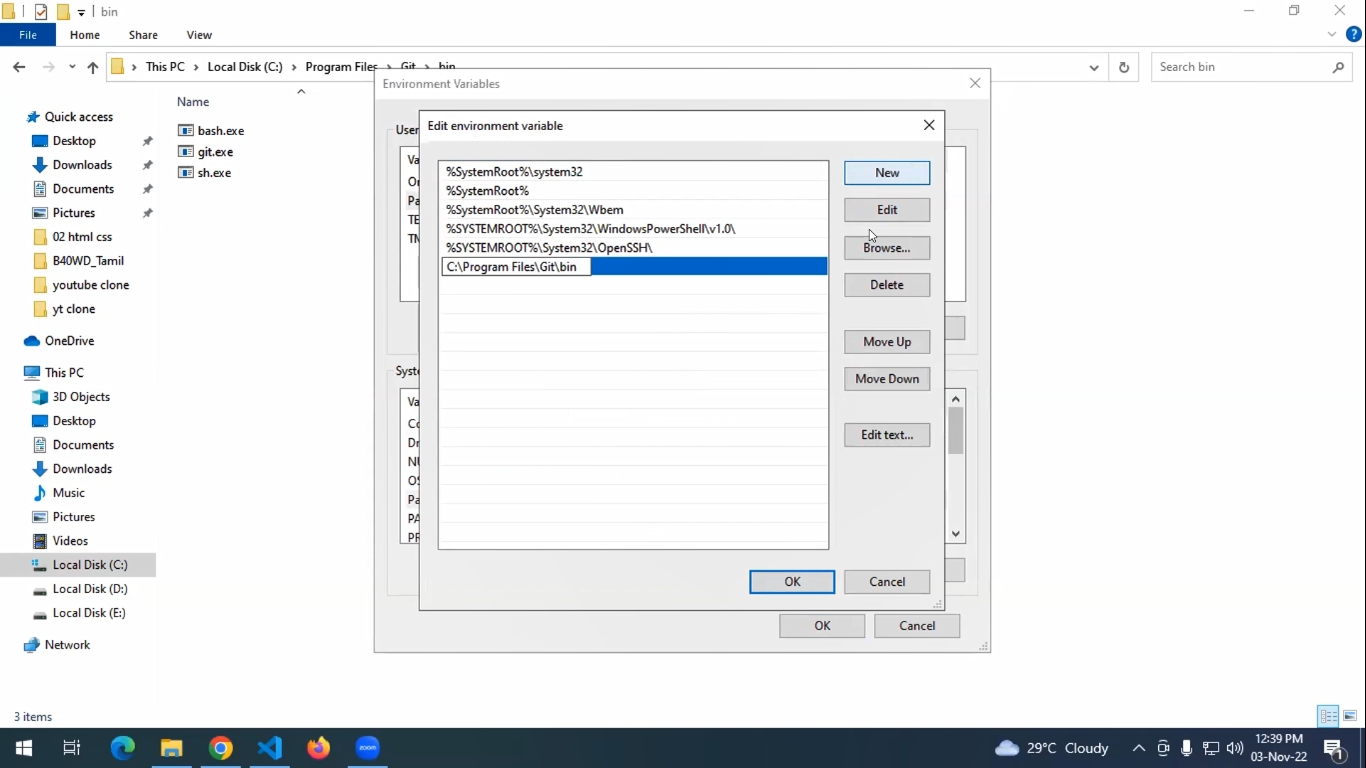 bin
File Home Share View
This PC Local Disk (C:) Program Files Git bin
Search bin
Environment Variables
Edit environment variable
Name
bash.exe
git.exe
sh.exe
Quick access
Desktop
Downloads
Documents
Pictures
02 html css
B40WD_Tamil
youtube clone
yt clone
OneDrive
This PC
3D Objects
Desktop
Documents
Downloads
Music
Pictures
Videos
Local Disk (C:)
Local Disk (D:)
Local Disk (E:)
Network
User
Va
On
Pa
TE
TN
Syste
Va
Co
Dr
NU
OS
Pa
PA
PR
%SystemRoot%\system32
%SystemRoot%
%SystemRoot%\System32\Wbem
%SYSTEMROOT%\System32\WindowsPowerShell\v1.0\
%SYSTEMROOT%\System32\OpenSSH\
C:\Program Files\Git\bin
New
Edit
Browse...
Delete
Move Up
Move Down
Edit text...
OK Cancel
OK Cancel
3 items
zoom
29°C Cloudy
12:39 PM
03-Nov-22
1